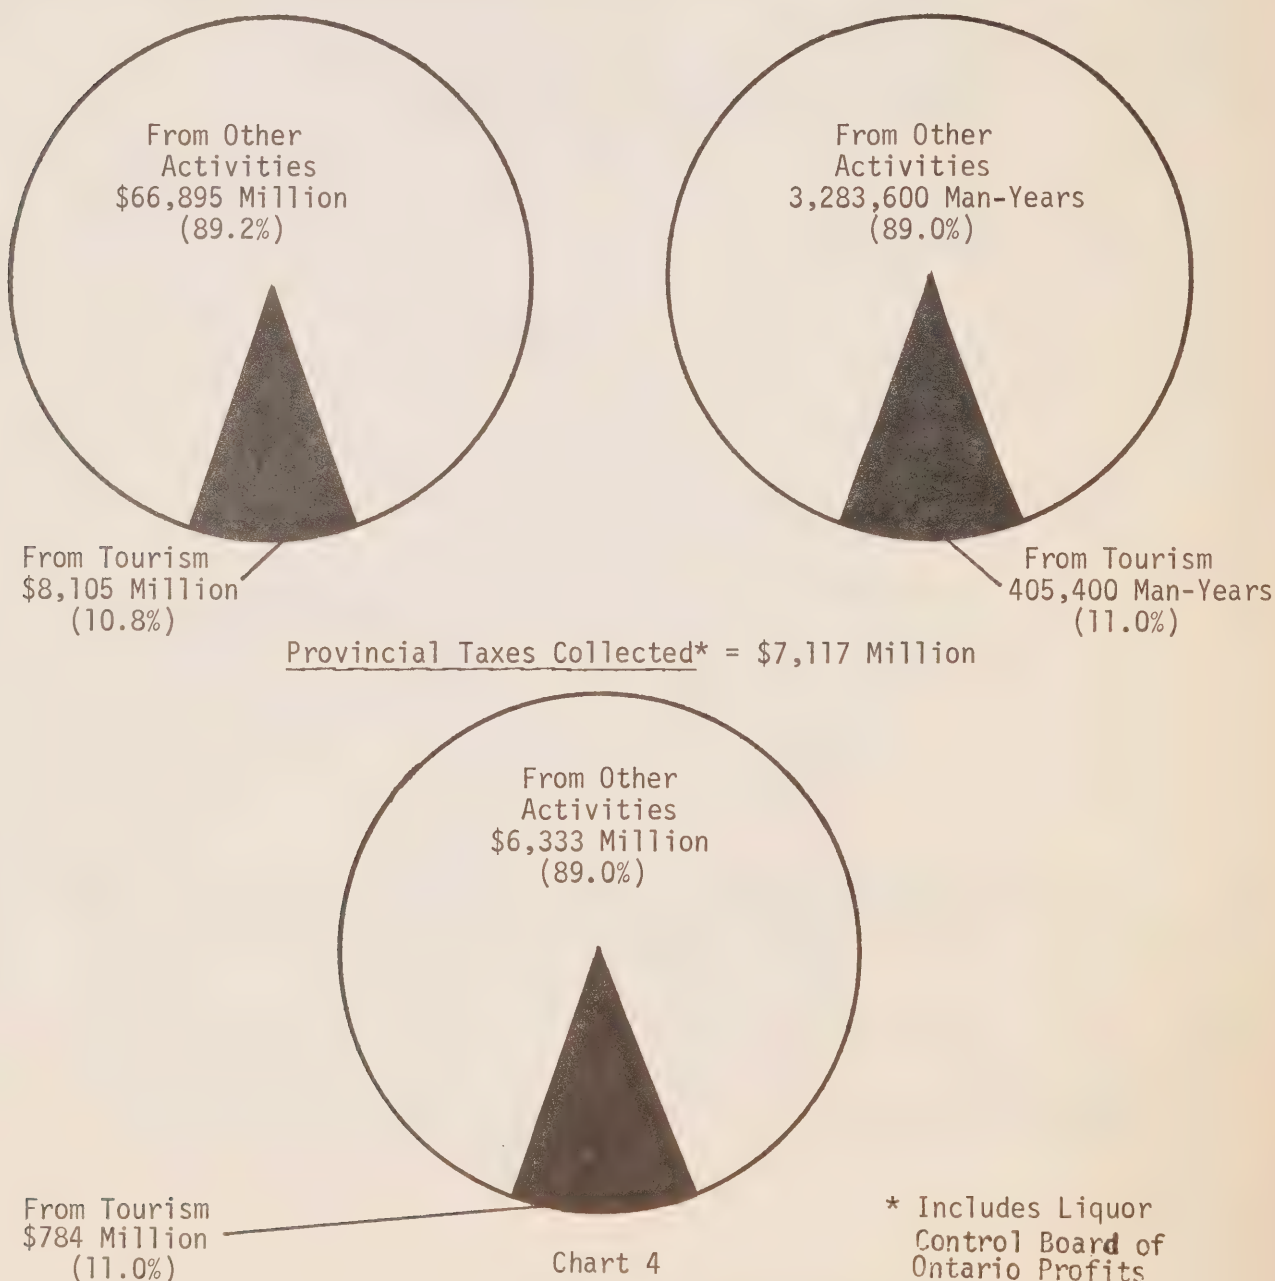 From Other
Activities
$66,895 Million
(89.2%)
From Tourism
$8,105 Million
(10.8%)
From Other
Activities
3,283,600 Man-Years
(89.0%)
From Tourism
405,400 Man-Years
(11.0%)
Provincial Taxes Collected* = $7,117 Million
From Other
Activities
$6,333 Million
(89.0%)
From Tourism
$784 Million
(11.0%)
Chart 4
* Includes Liquor
Control Board of
Ontario Profits